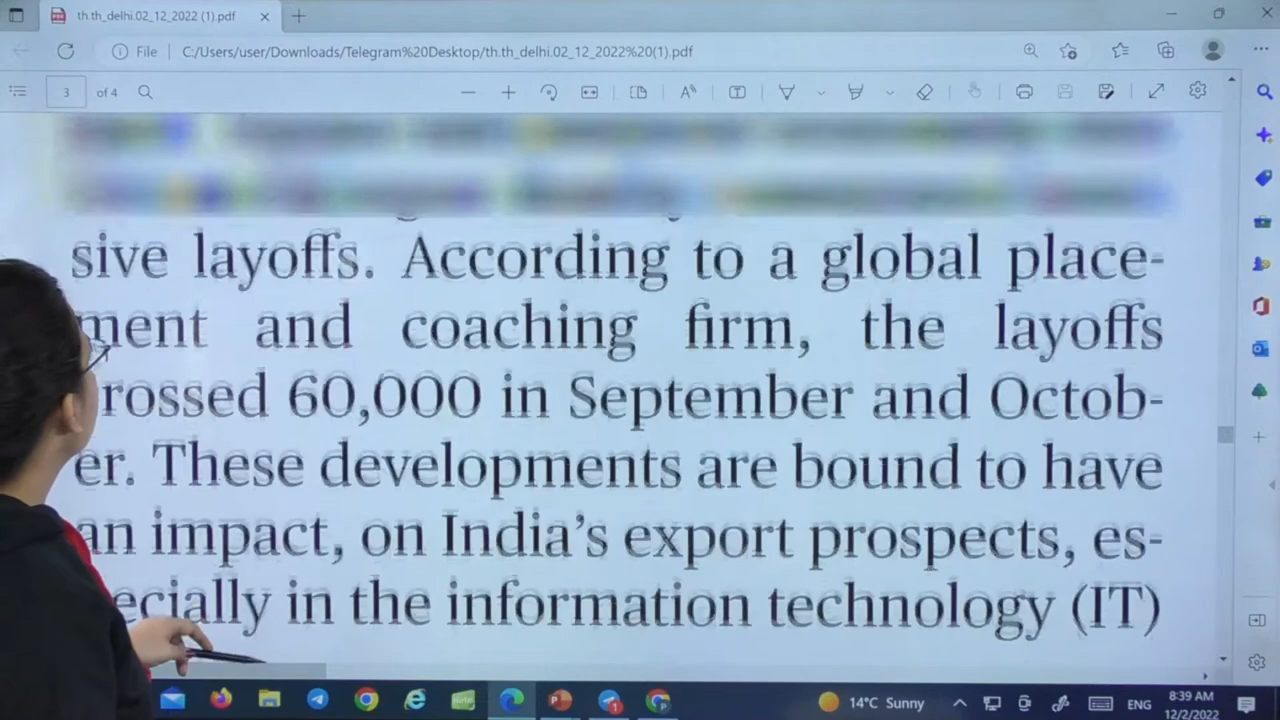 th.th_delhi.02_12_2022 (1).pdf
File
C:/Users/user/Downloads/Telegram%20Desktop/th.th_delhi.02_12_2022%20(1).pdf
3 of 4
sive layoffs. According to a global place-
ment and coaching firm, the layoffs
rossed 60,000 in September and Octob-
er. These developments are bound to have
an impact, on India's export prospects, es-
ecially in the information technology (IT)
14°C Sunny
ENG
8:39 AM
12/2/2022